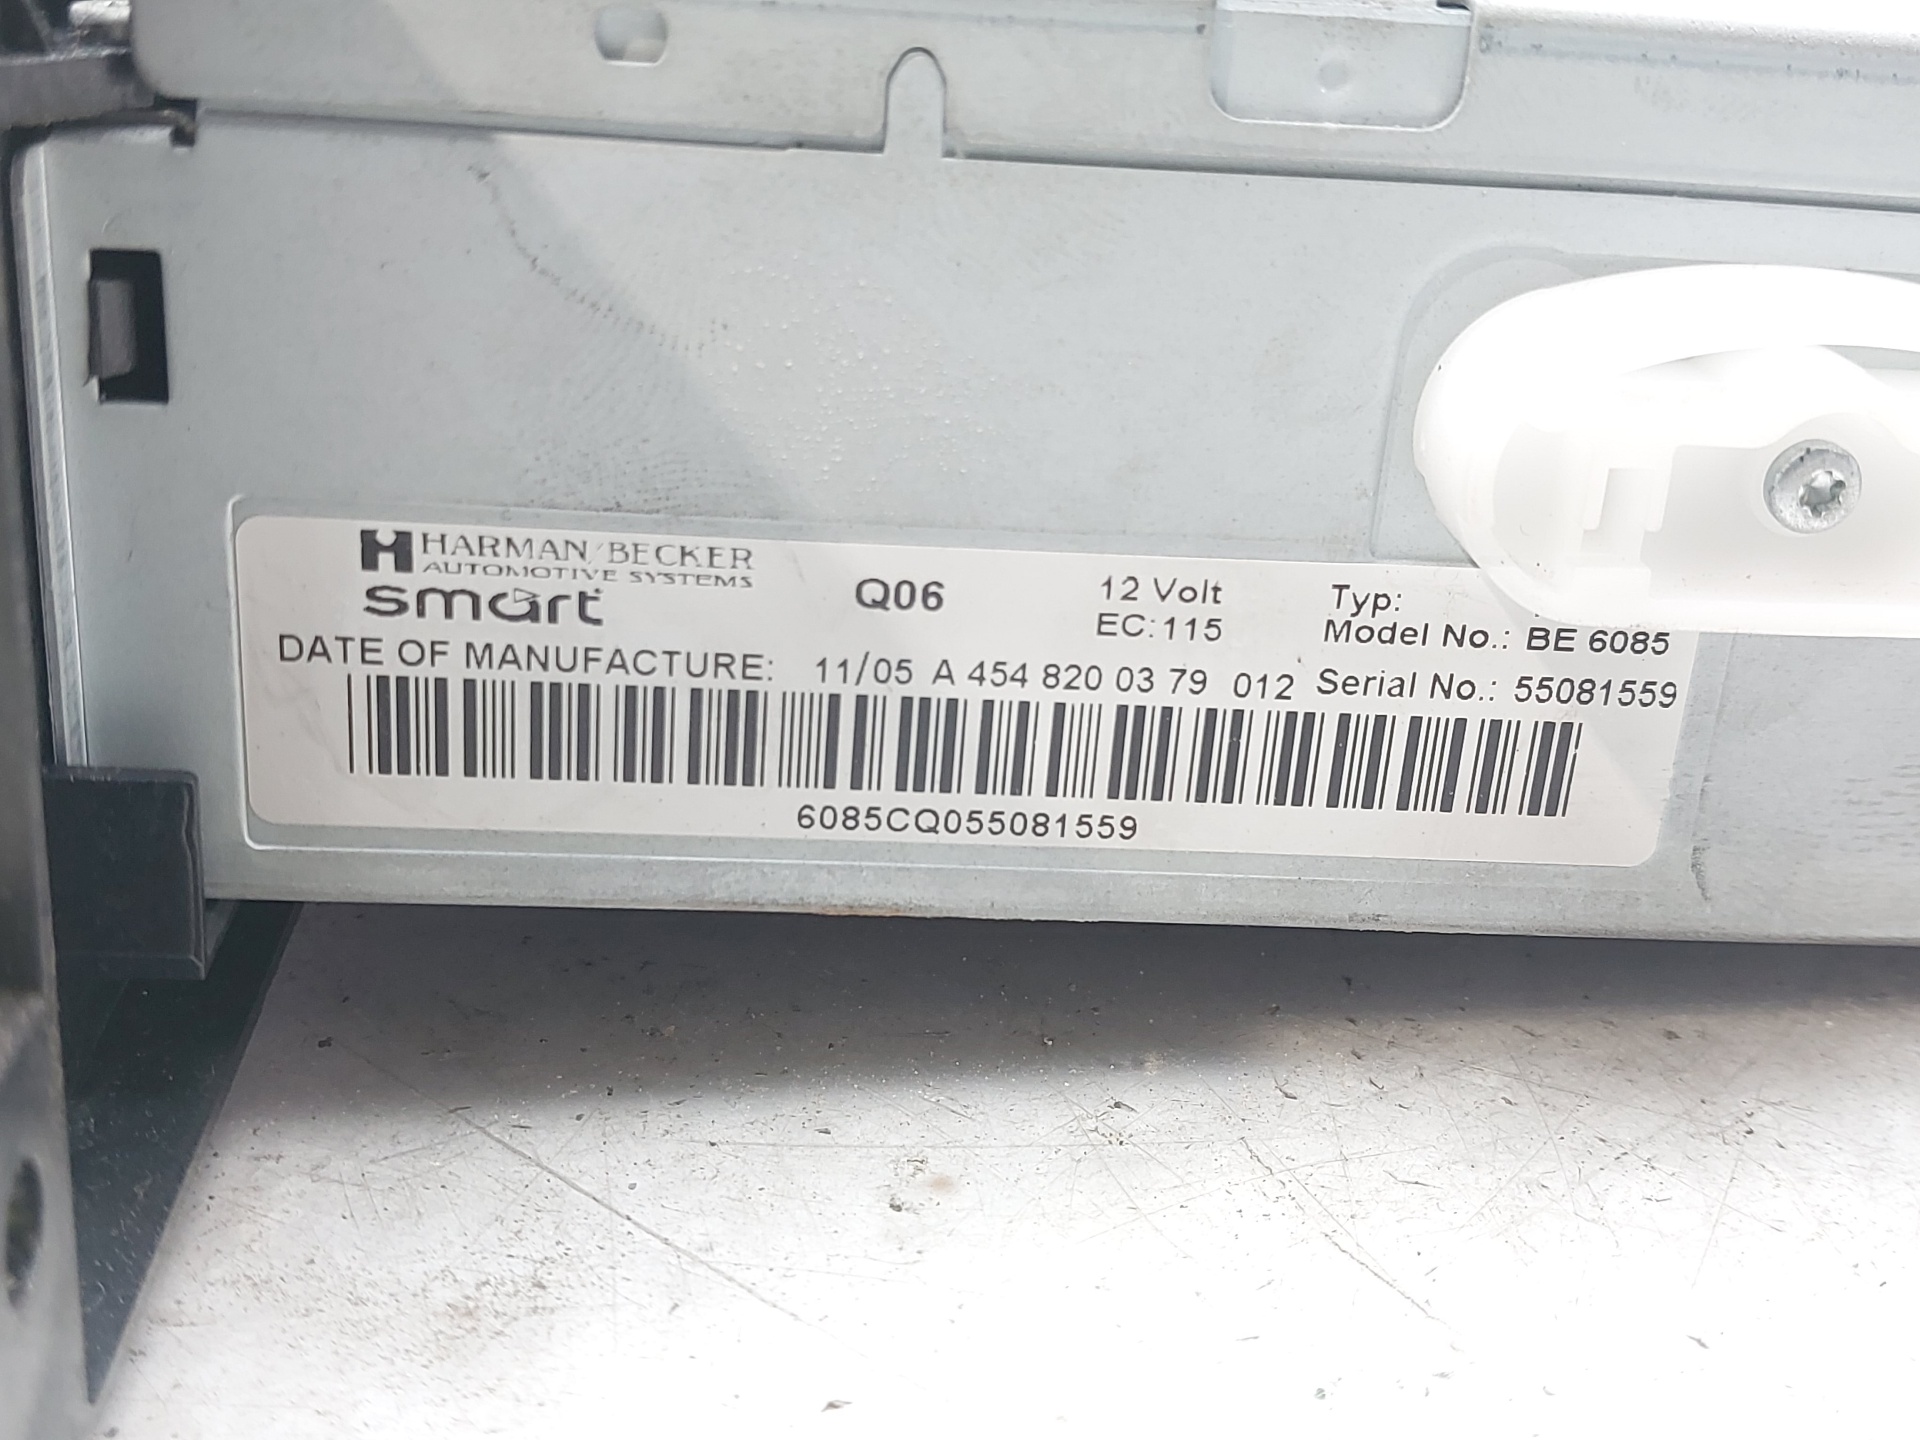 HARMAN/BECKER
AUTOMOTIVE SYSTEMS
smart
Q06
12 Volt
EC:115
Typ:
Model No.: BE 6085
DATE OF MANUFACTURE: 11/05 A 454 820 03 79 012 Serial No.: 55081559
6085CQ055081559